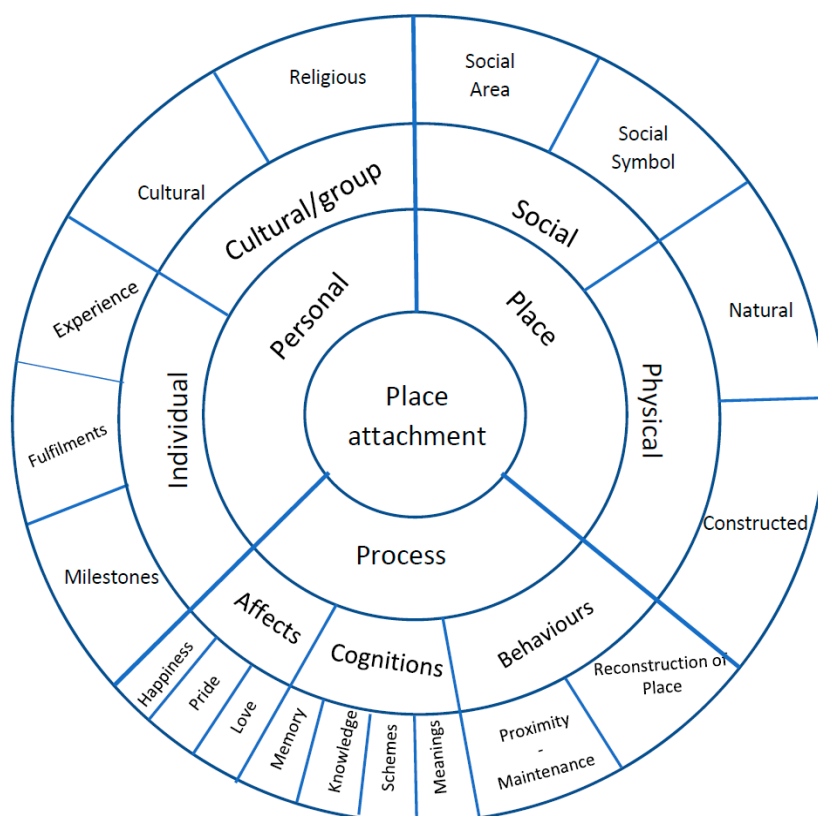 Religious
Social
Area
Social
Symbol
Cultural
Cultural/group
Social
Experience
Personal
Place
Natural
Individual
Physical
Place
attachment
Fulfilments
Constructed
Process
Milestones
Affects
Cognitions
Behaviours
Happiness
Pride
Love
Memory
Knowledge
Schemes
Meanings
Proximity
-
Maintenance
Reconstruction of
Place